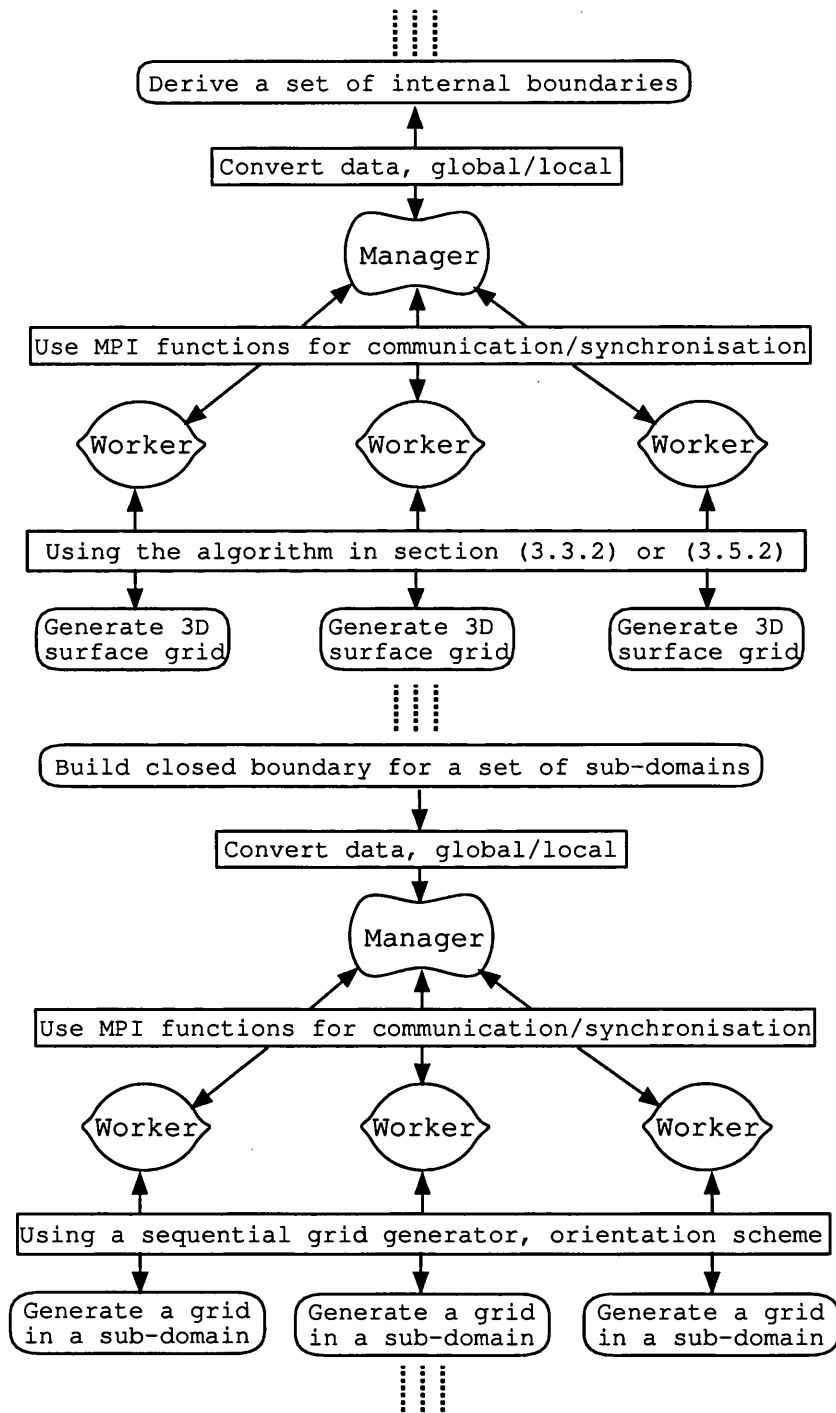 Derive a set of internal boundaries
Convert data, global/local
Manager
Use MPI functions for communication/synchronisation
Worker Worker Worker
Using the algorithm in section (3.3.2) or (3.5.2)
Generate 3D Generate 3D Generate 3D
surface grid surface grid surface grid
Build closed boundary for a set of sub-domains
Convert data, global/local
Manager
Use MPI functions for communication/synchronisation
Worker Worker Worker
Using a sequential grid generator, orientation scheme
Generate a grid Generate a grid Generate a grid
in a sub-domain in a sub-domain in a sub-domain